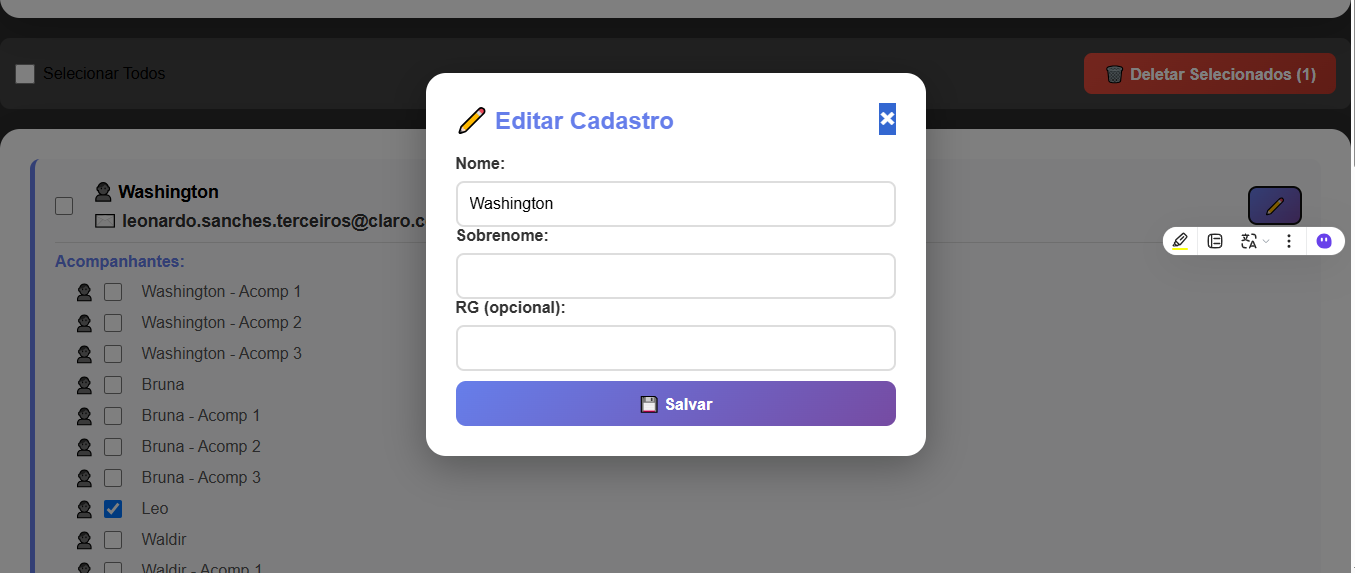 Selecionar Todos
Deletar Selecionados (1)
Editar Cadastro
×
Nome:
Washington
Sobrenome:
RG (opcional):
Salvar
Washington
leonardo.sanches.terceiros@claro.c
Acompanhantes:
Washington - Acomp 1
Washington - Acomp 2
Washington - Acomp 3
Bruna
Bruna - Acomp 1
Bruna - Acomp 2
Bruna - Acomp 3
Leo
Waldir
Waldir - Acomp 1